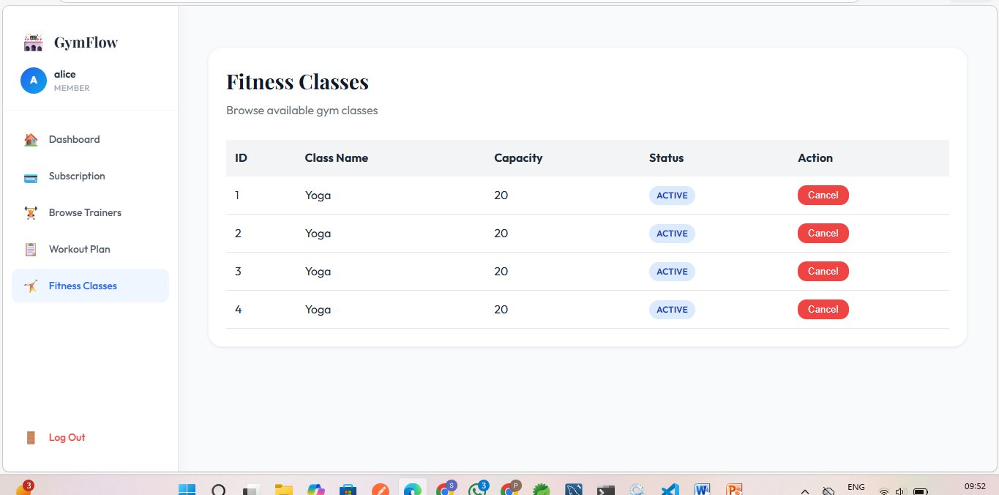 GymFlow
A
alice
MEMBER
Dashboard
Subscription
Browse Trainers
Workout Plan
Fitness Classes
Log Out
Fitness Classes
Browse available gym classes
ID Class Name Capacity Status Action
1 Yoga 20 ACTIVE Cancel
2 Yoga 20 ACTIVE Cancel
3 Yoga 20 ACTIVE Cancel
4 Yoga 20 ACTIVE Cancel
3
S
3
P
W
P
ENG
09:52